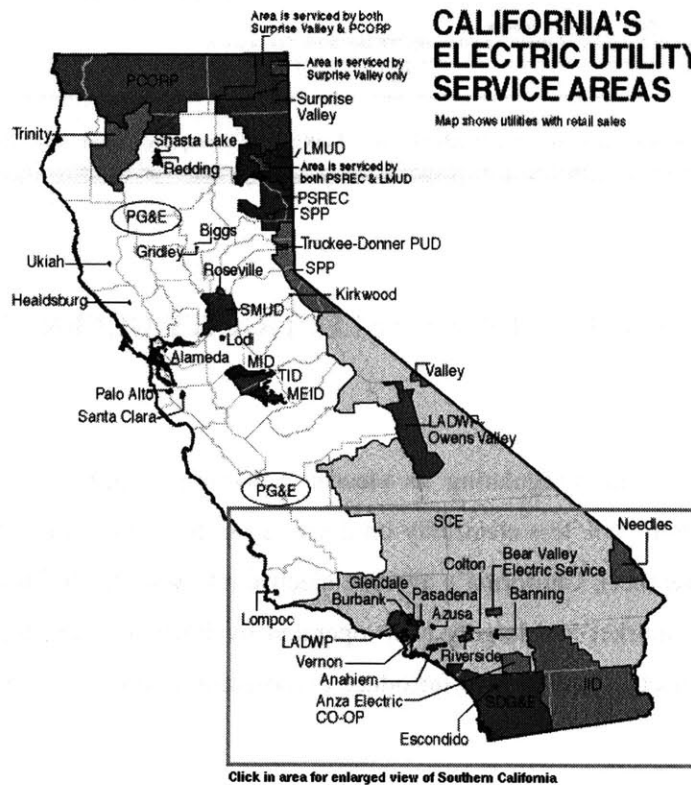 CALIFORNIA'S
ELECTRIC UTILITY
SERVICE AREAS
Map shows utilities with retail sales
Area is serviced by both
Surprise Valley & PCORP
Area is serviced by
Surprise Valley only
PCORP
Surprise
Valley
Trinity
Shasta Lake
Redding
LMUD
Area is serviced by
both PSREC & LMUD
PSREC
SPP
PG&E
Biggs
Gridley
Truckee-Donner PUD
Ukiah
Roseville
SPP
Healdsburg
Kirkwood
SMUD
Lodi
Alameda
MID
TID
MEID
Valley
Palo Alto
Santa Clara
LADWP-
Owens Valley
PG&E
SCE
Needles
Colton
Bear Valley
Electric Service
Glendale
Pasadena
Burbank
Azusa
Banning
Lompoc
LADWP
Vernon
Riverside
Anahiem
Anza Electric
CO-OP
SDG&E
IID
Escondido
Click in area for enlarged view of Southern California